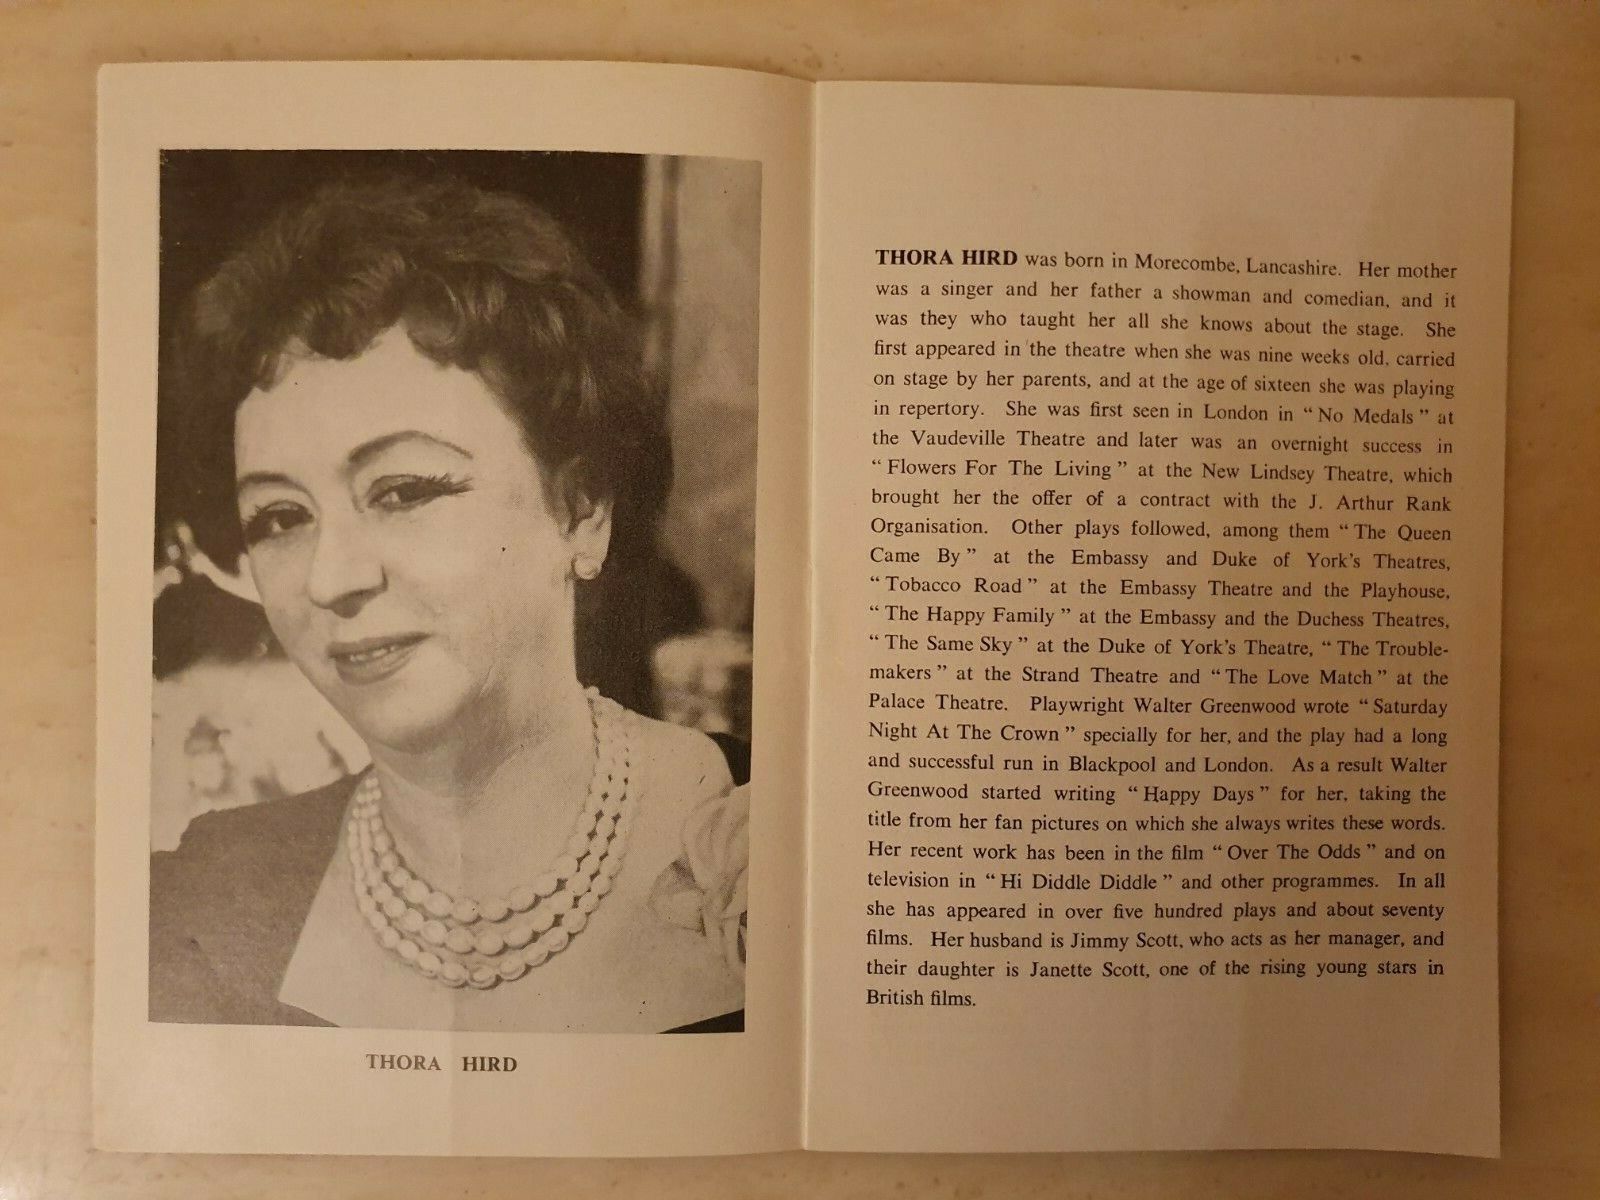 THORA HIRD
THORA HIRD was born in Morecombe, Lancashire. Her mother
was a singer and her father a showman and comedian, and it
was they who taught her all she knows about the stage. She
first appeared in the theatre when she was nine weeks old, carried
on stage by her parents, and at the age of sixteen she was playing
in repertory. She was first seen in London in “ No Medals ” at
the Vaudeville Theatre and later was an overnight success in
“ Flowers For The Living ” at the New Lindsey Theatre, which
brought her the offer of a contract with the J. Arthur Rank
Organisation. Other plays followed, among them “ The Queen
Came By ” at the Embassy and Duke of York's Theatres,
“ Tobacco Road ” at the Embassy Theatre and the Playhouse,
“ The Happy Family ” at the Embassy and the Duchess Theatres,
“ The Same Sky ” at the Duke of York's Theatre, “ The Trouble-
makers ” at the Strand Theatre and “ The Love Match ” at the
Palace Theatre. Playwright Walter Greenwood wrote “ Saturday
Night At The Crown ” specially for her, and the play had a long
and successful run in Blackpool and London. As a result Walter
Greenwood started writing “ Happy Days ” for her, taking the
title from her fan pictures on which she always writes these words.
Her recent work has been in the film “ Over The Odds ” and on
television in “ Hi Diddle Diddle ” and other programmes. In all
she has appeared in over five hundred plays and about seventy
films. Her husband is Jimmy Scott, who acts as her manager, and
their daughter is Janette Scott, one of the rising young stars in
British films.